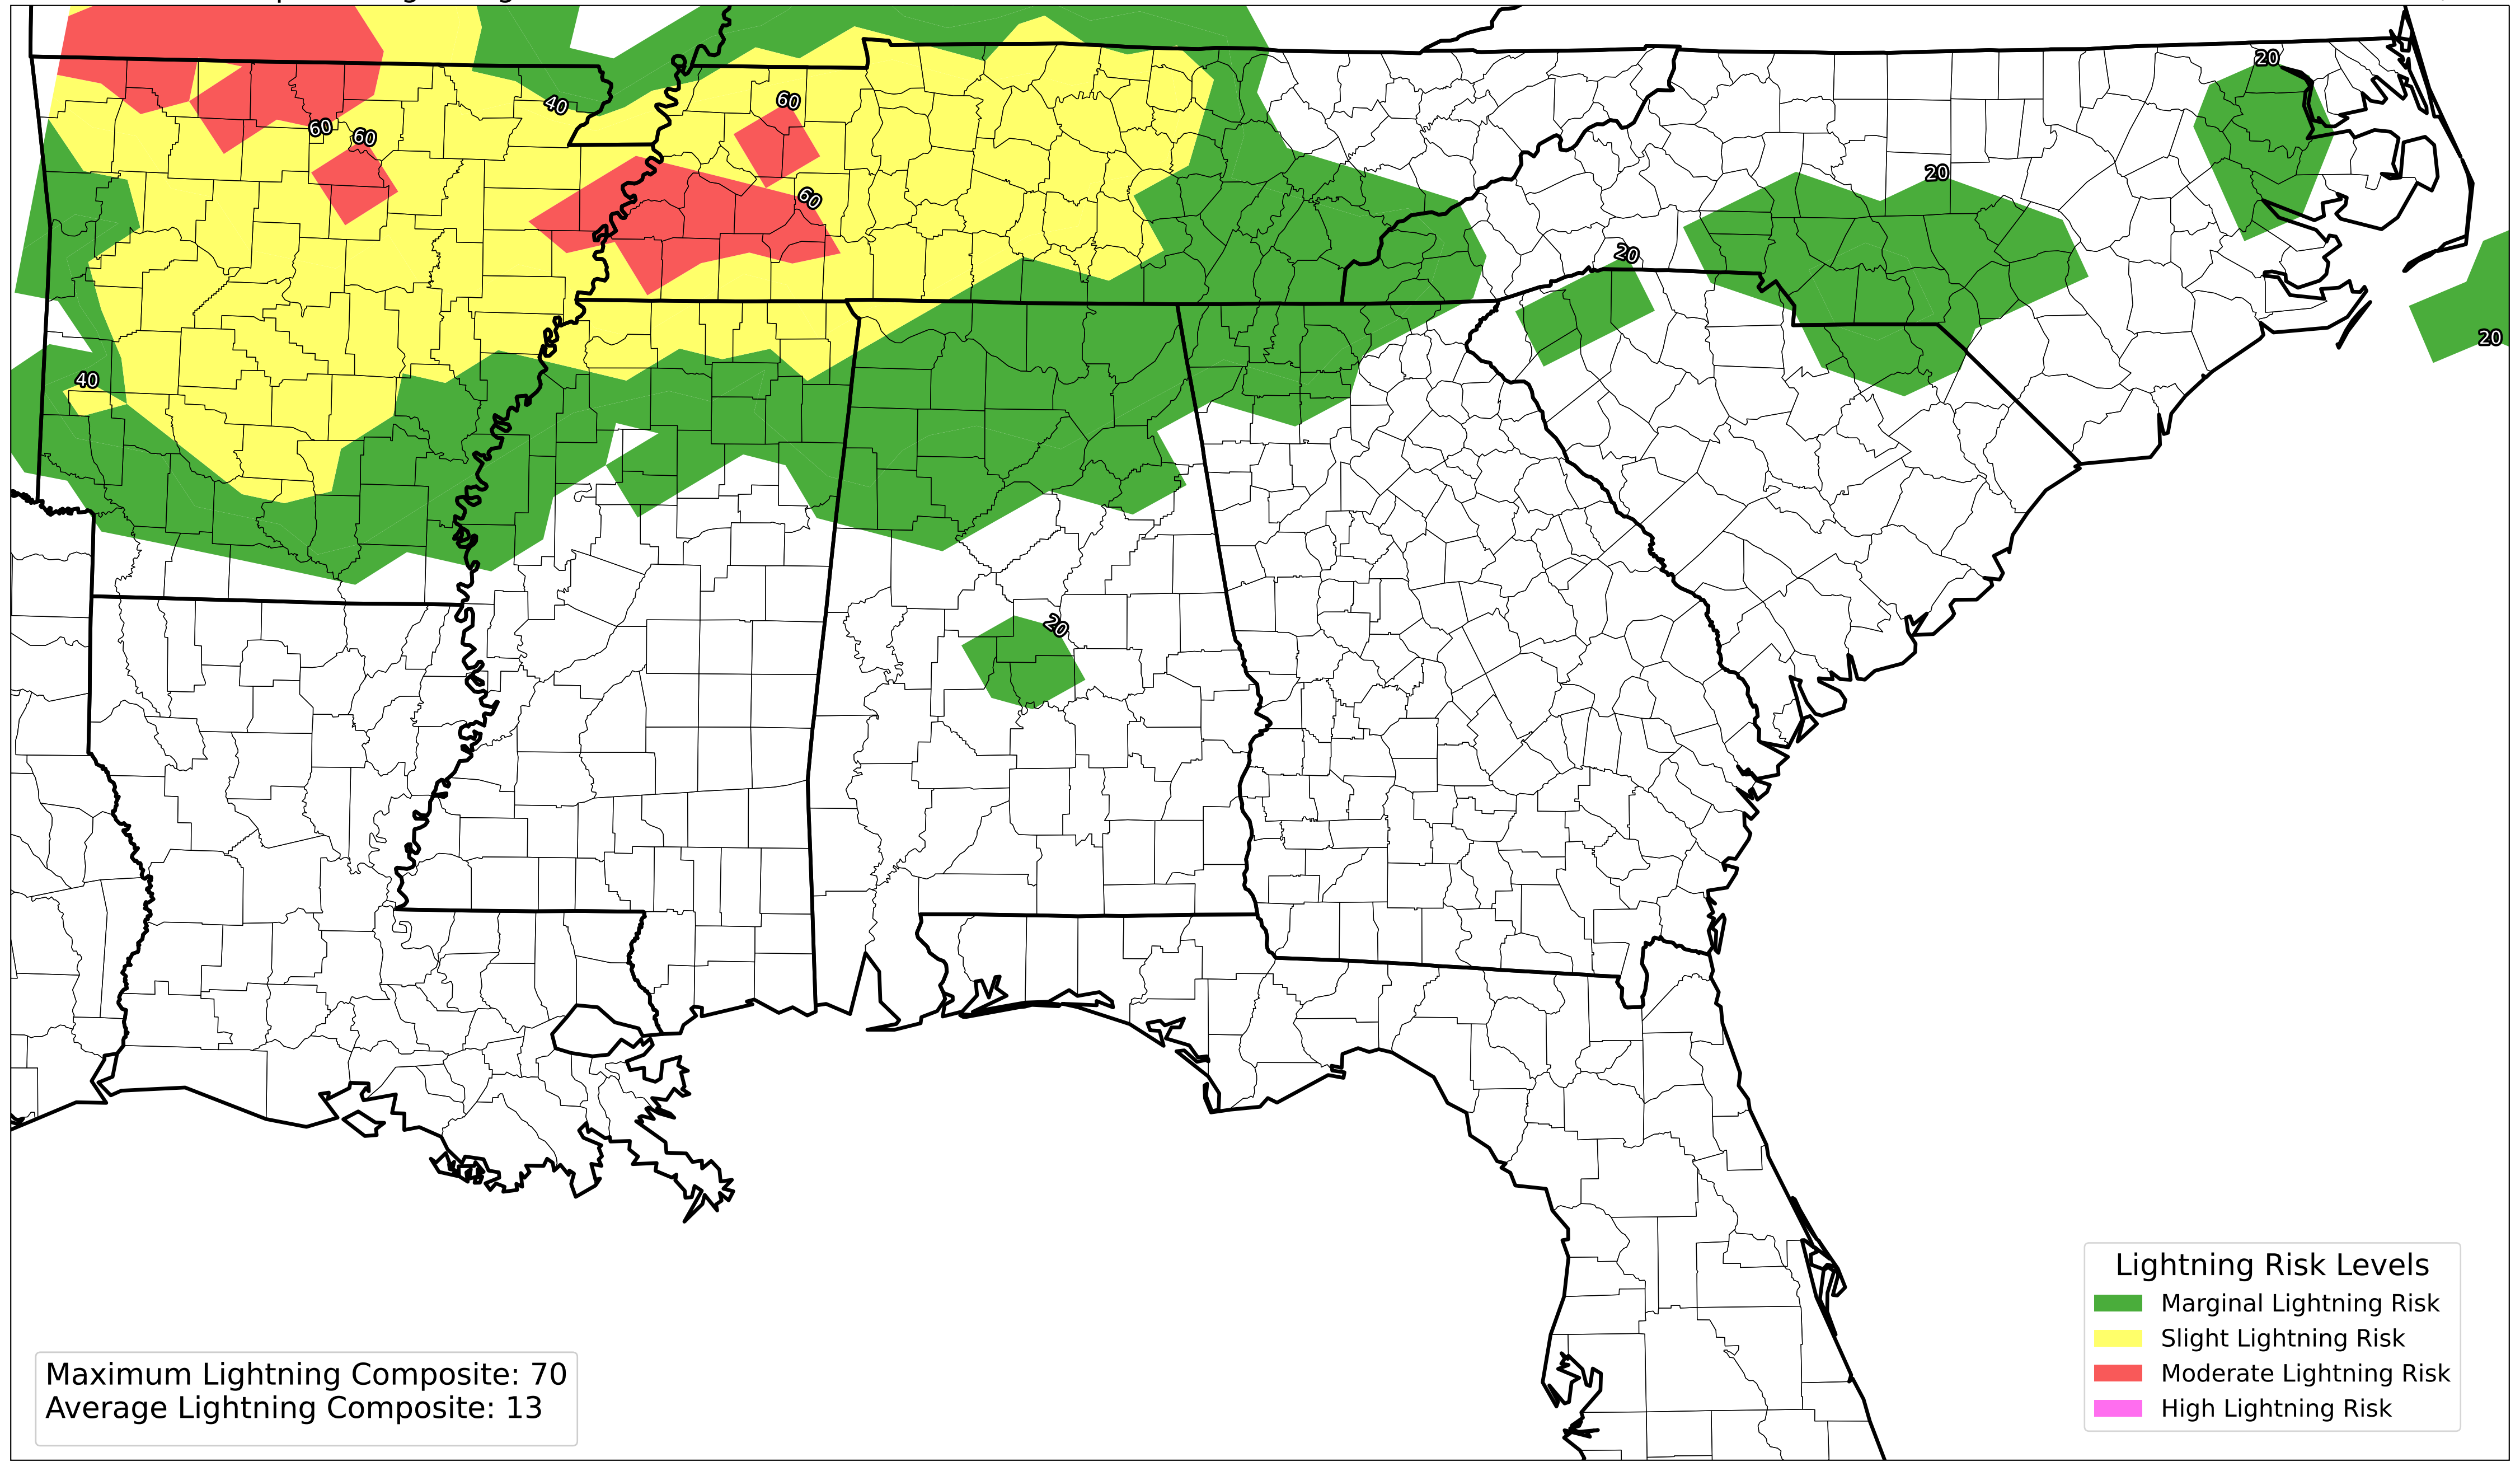 20
40
60
60
60
20
60
20
20
40
20
Lightning Risk Levels
Marginal Lightning Risk
Slight Lightning Risk
Moderate Lightning Risk
High Lightning Risk
Maximum Lightning Composite: 70
Average Lightning Composite: 13